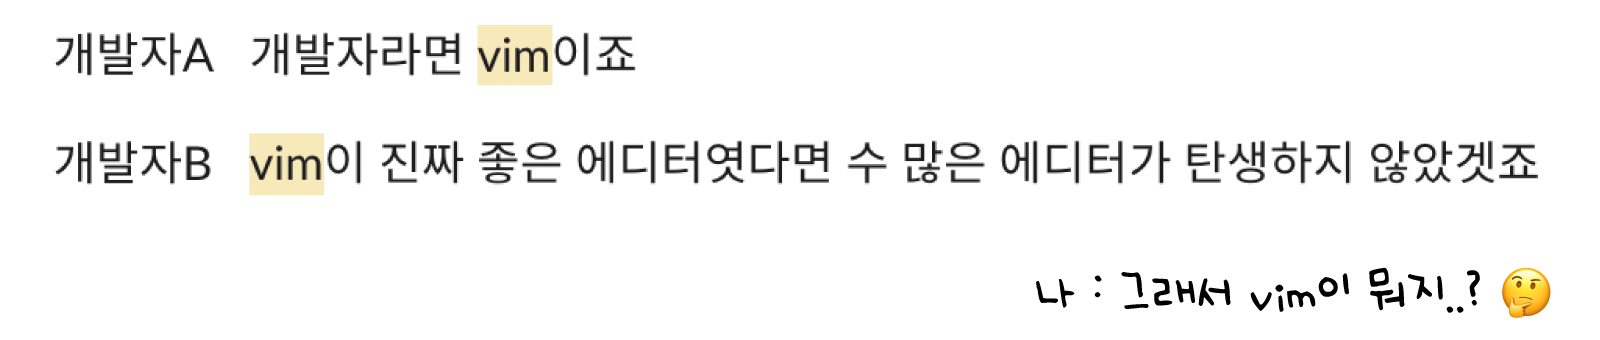 개발자A 개발자라면 vim이죠
개발자B vim이 진짜 좋은 에디터엿다면 수 많은 에디터가 탄생하지 않았겟죠
나 : 그래서 vim이 뭐지..? 🤔